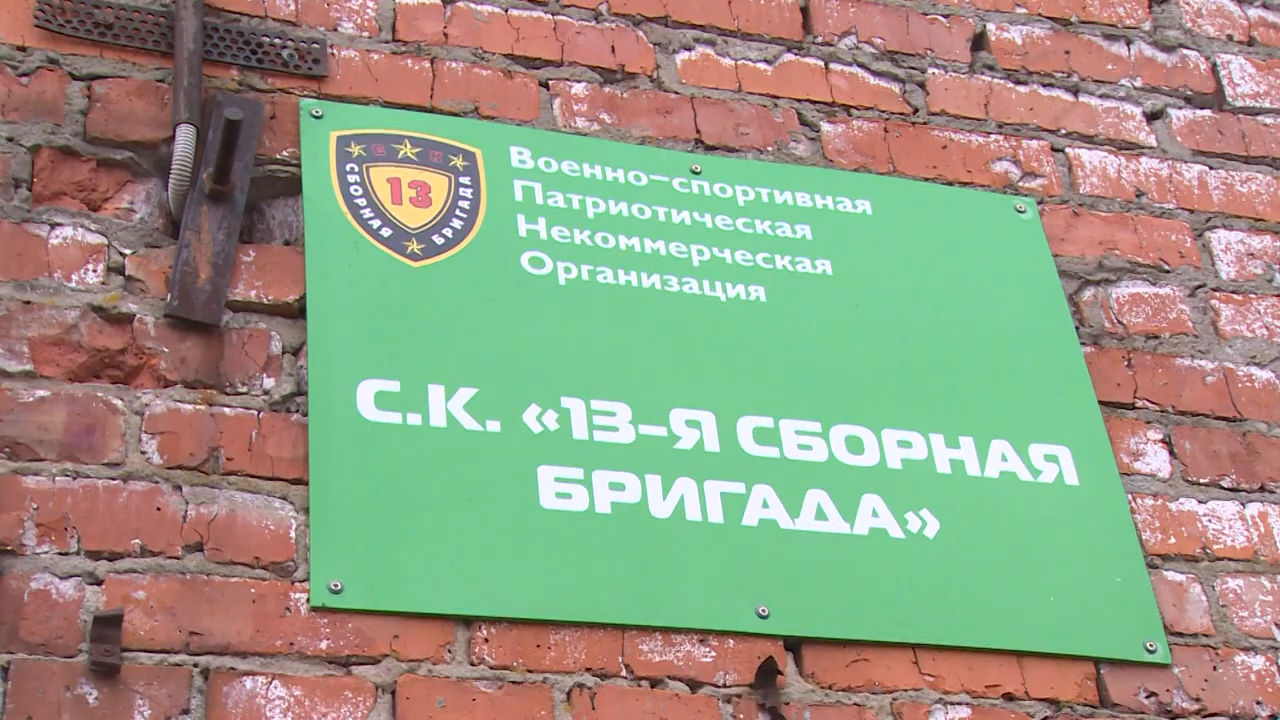 С К
13
СБОРНАЯ
БРИГАДА
Военно-спортивная
Патриотическая
Некоммерческая
Организация
С.К. «13-Я СБОРНАЯ
БРИГАДА»